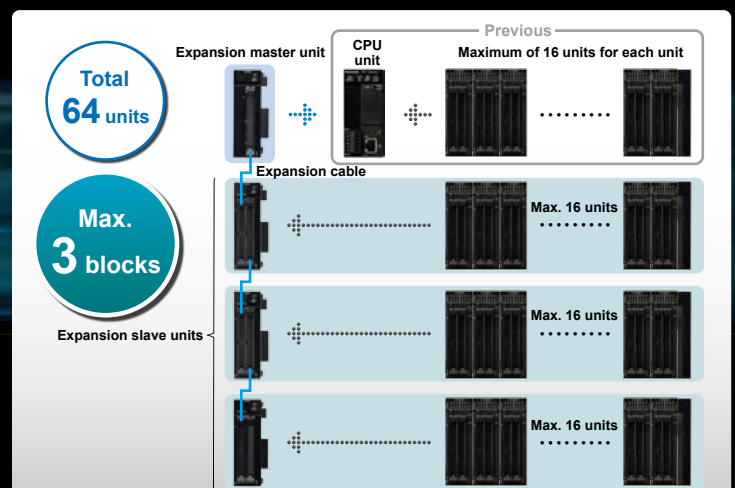 Previous
Expansion master unit
CPU
unit
Maximum of 16 units for each unit
Total
64 units
Expansion cable
Max.
3 blocks
Max. 16 units
Expansion slave units
Max. 16 units
Max. 16 units